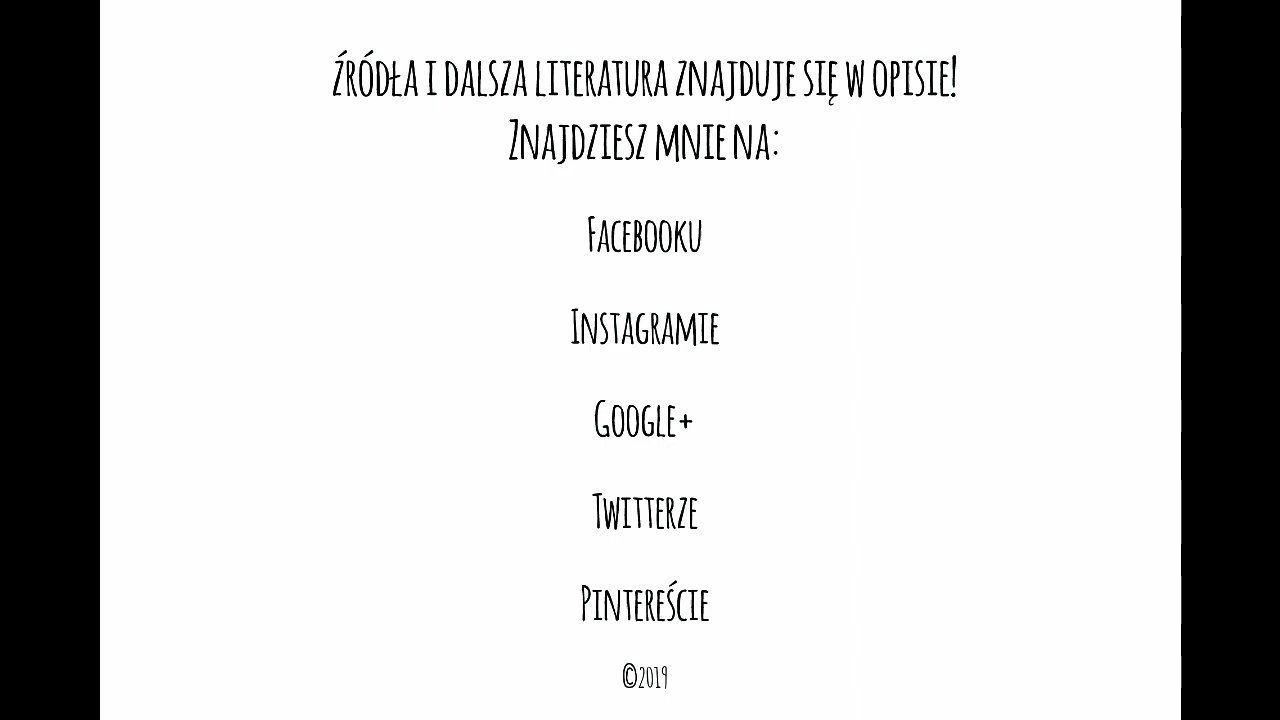 Źródła i dalsza literatura znajduje się w opisie!
Znajdziesz mnie na:
Facebooku
Instagramie
Google+
Twitterze
Pintereście
©2019